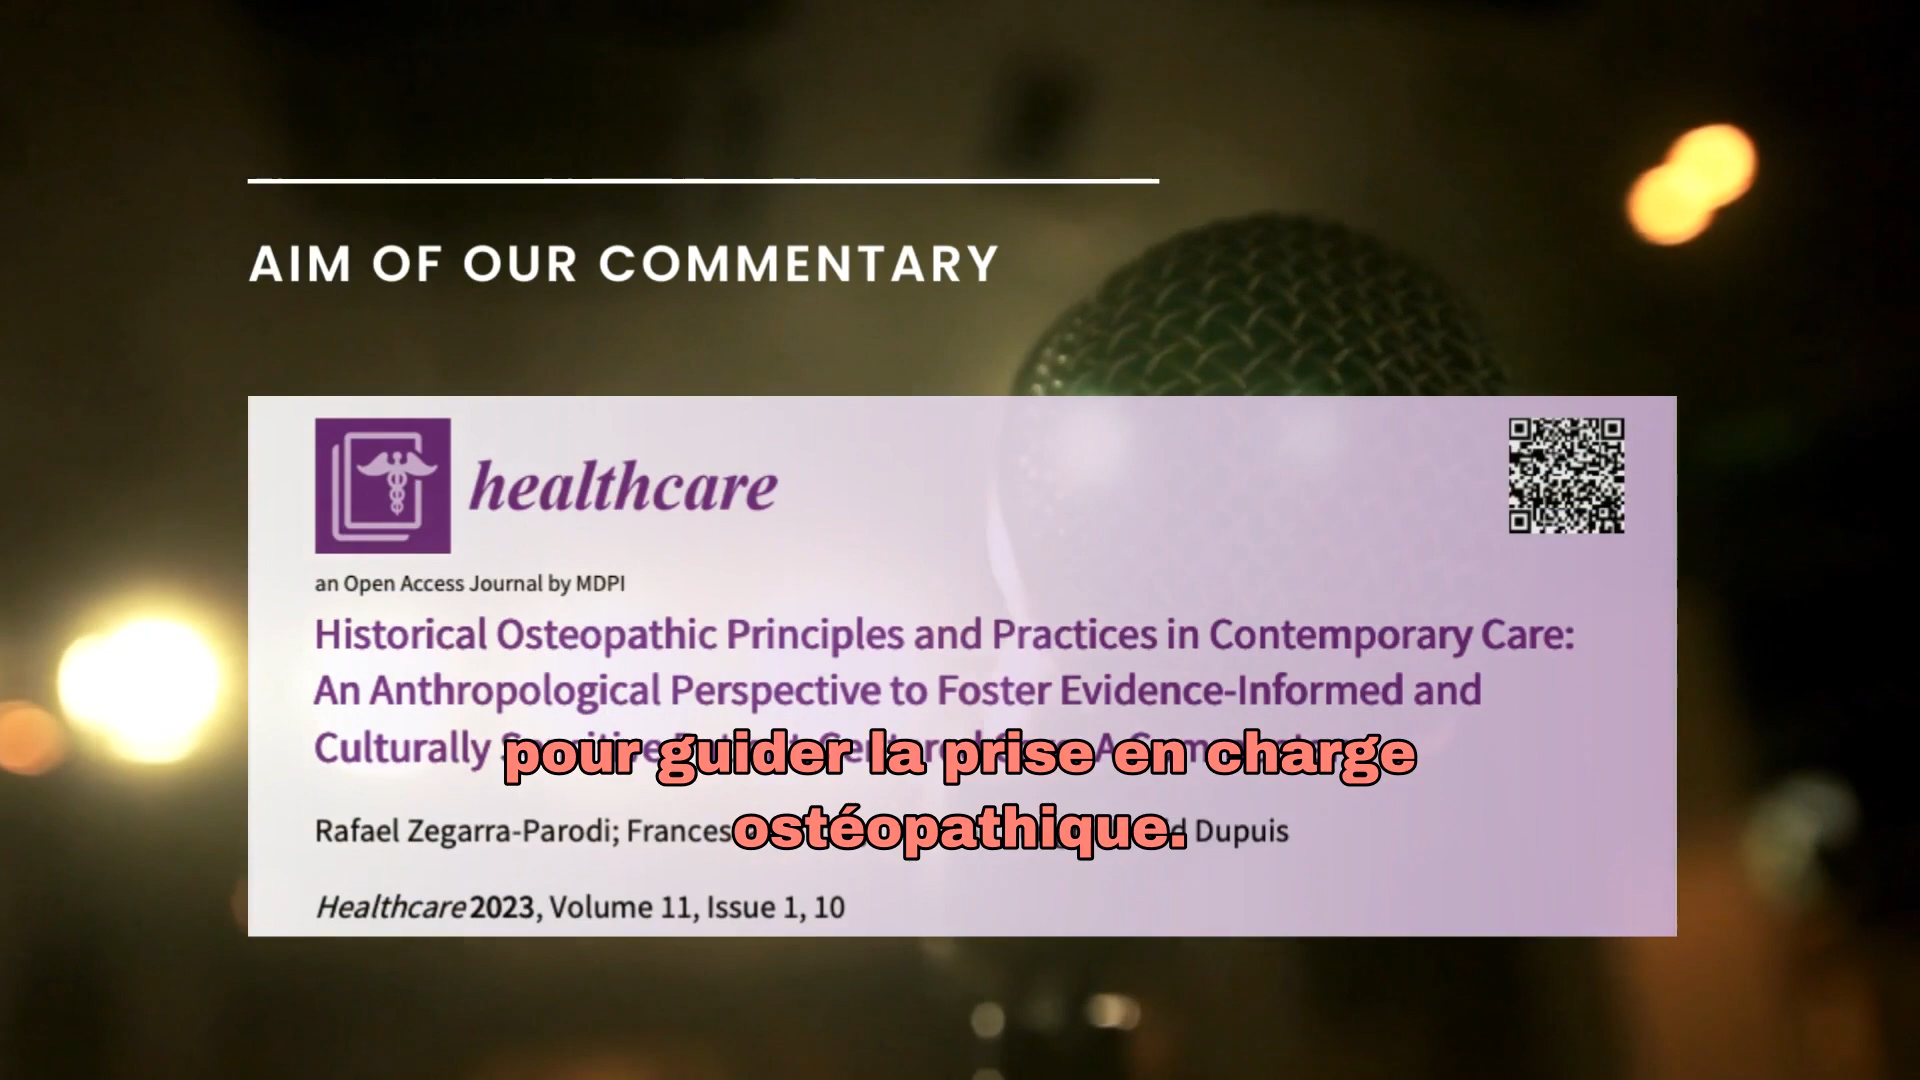 AIM OF OUR COMMENTARY
healthcare
an Open Access Journal by MDPI
Historical Osteopathic Principles and Practices in Contemporary Care:
An Anthropological Perspective to Foster Evidence-Informed and
Culturally
pour guider la prise en charge
ostéopathique.
Rafael Zegarra-Parodi; Dupuis
Healthcare 2023, Volume 11, Issue 1, 10